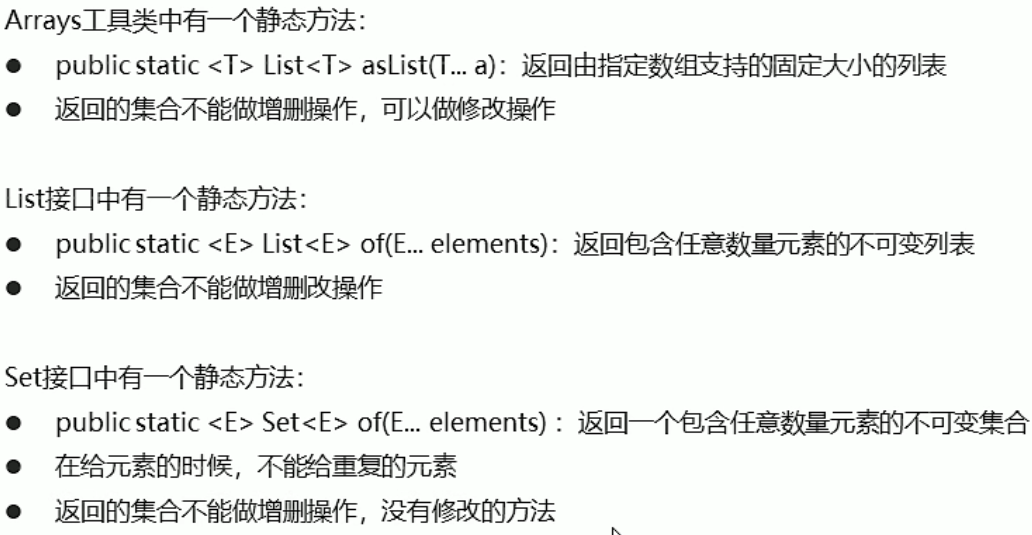 Arrays工具类中有一个静态方法：
● public static <T> List<T> asList(T... a)：返回由指定数组支持的固定大小的列表
● 返回的集合不能做增删操作，可以做修改操作
List接口中有一个静态方法：
● public static <E> List<E> of(E... elements)：返回包含任意数量元素的不可变列表
● 返回的集合不能做增删改操作
Set接口中有一个静态方法：
● public static <E> Set<E> of(E... elements) ：返回一个包含任意数量元素的不可变集合
● 在给元素的时候，不能给重复的元素
● 返回的集合不能做增删操作，没有修改的方法